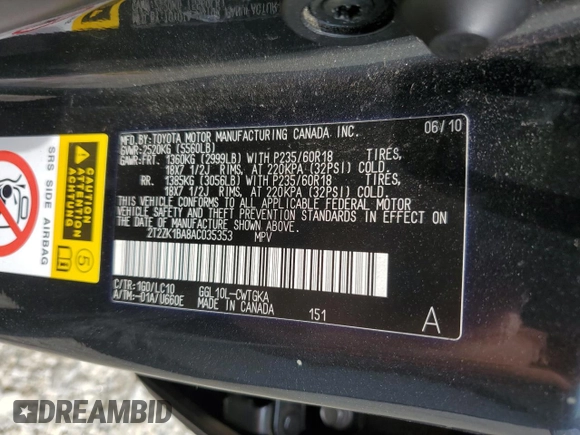 MFD. BY:TOYOTA MOTOR MANUFACTURING CANADA INC.
06/10
GVWR:2520KG (5560LB)
GAWR:FRT. 1360KG (2999LB) WITH P235/60R18 TIRES,
18X7 1/2J RIMS, AT 220KPA (32PSI) COLD.
RR. 1385KG (3056LB) WITH P235/60R18 TIRES,
18X7 1/2J RIMS, AT 220KPA (32PSI) COLD.
THIS VEHICLE CONFORMS TO ALL APPLICABLE FEDERAL MOTOR
VEHICLE SAFETY AND THEFT PREVENTION STANDARDS IN EFFECT ON
THE DATE OF MANUFACTURE SHOWN ABOVE.
2T2ZK1BA8AC035353 MPV
C/TR:1G0/LC10 GGL10L-CWTGKA
A/TM:-01A/U660E MADE IN CANADA
151
A
SRS SIDE AIRBAG
CAUTION
ATTENTION
ACHTUNG
5
DREAMBID